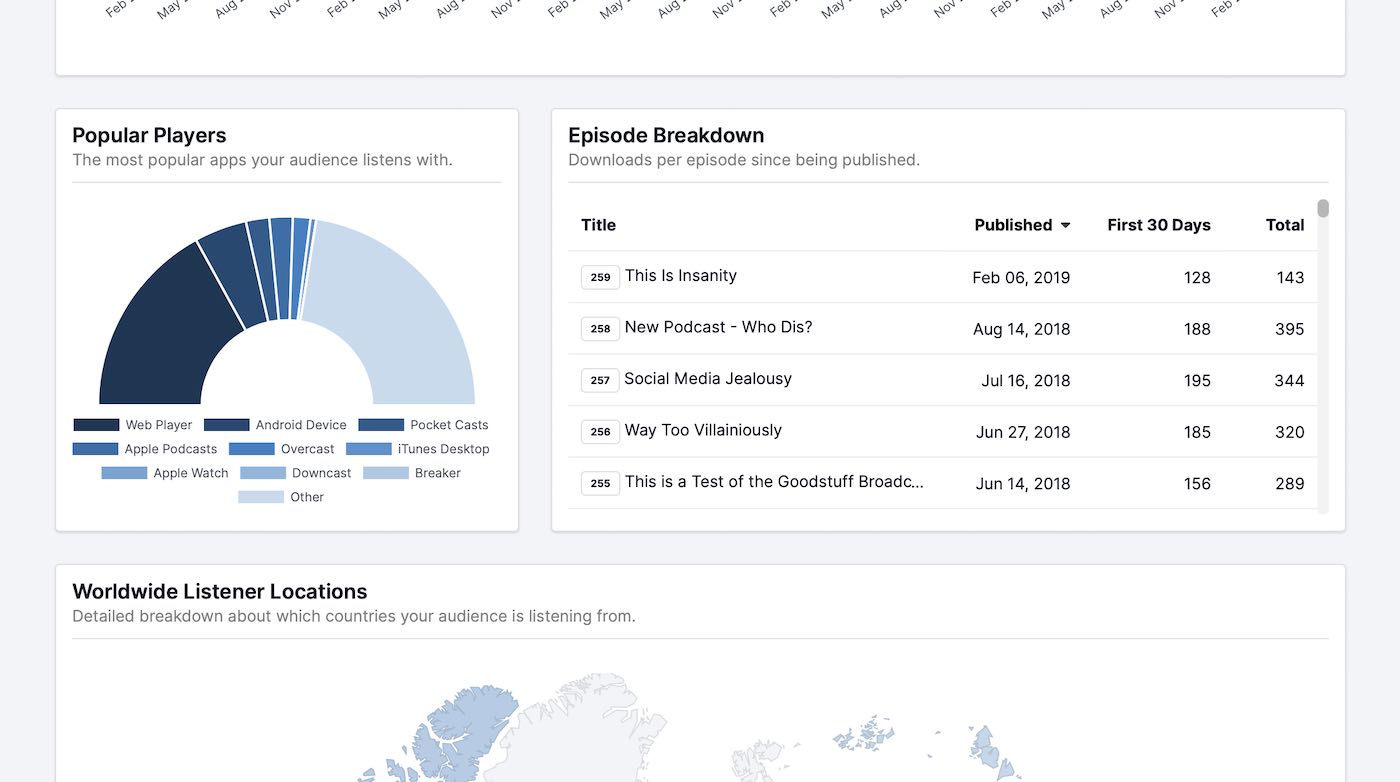 Feb May Aug Nov Feb May Aug Nov Feb May Aug Nov Feb May Aug Nov Feb May Aug Nov Feb
Popular Players
The most popular apps your audience listens with.
Web Player Android Device Pocket Casts
Apple Podcasts Overcast iTunes Desktop
Apple Watch Downcast Breaker
Other
Episode Breakdown
Downloads per episode since being published.
Title Published First 30 Days Total
259 This Is Insanity Feb 06, 2019 128 143
258 New Podcast - Who Dis? Aug 14, 2018 188 395
257 Social Media Jealousy Jul 16, 2018 195 344
256 Way Too Villainiously Jun 27, 2018 185 320
255 This is a Test of the Goodstuff Broadc... Jun 14, 2018 156 289
Worldwide Listener Locations
Detailed breakdown about which countries your audience is listening from.